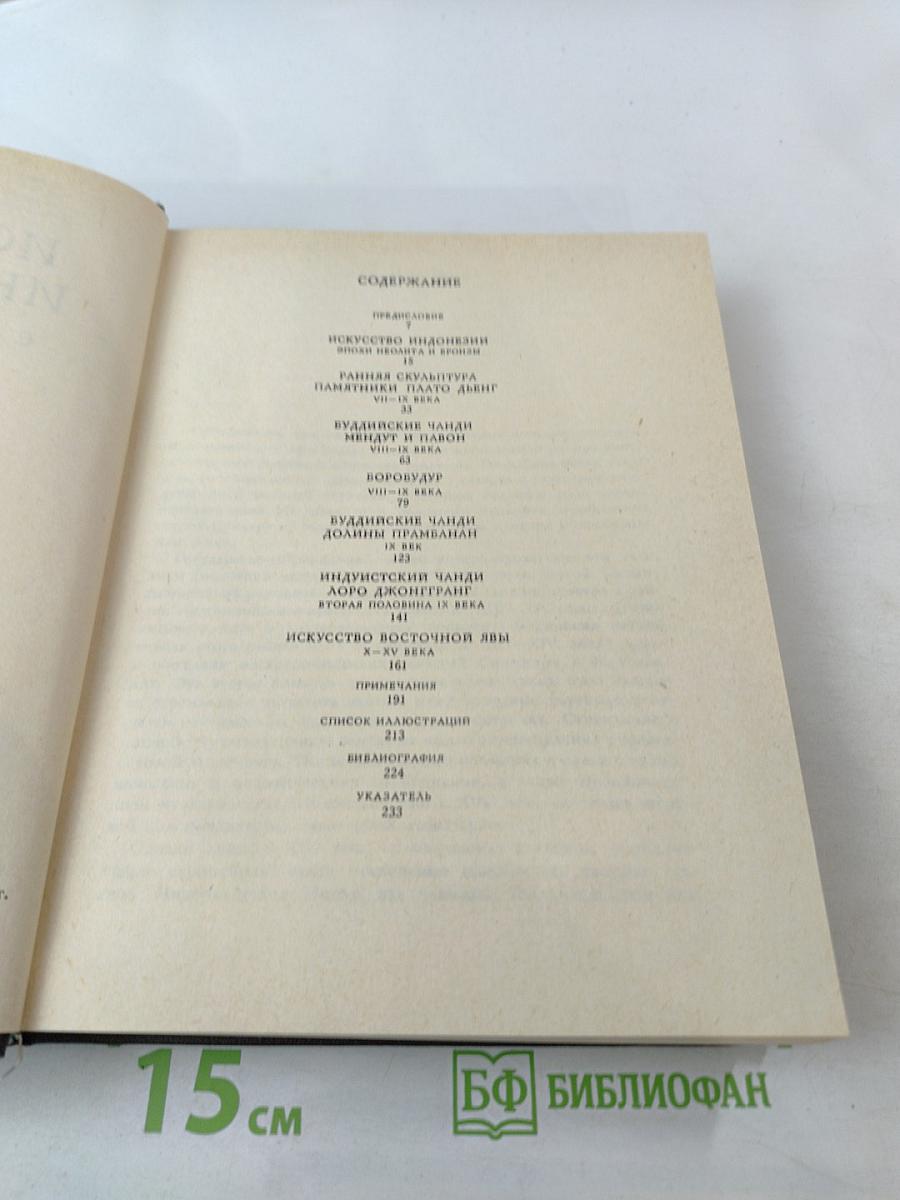 СОДЕРЖАНИЕ
ПРЕДИСЛОВИЕ
7
ИСКУССТВО ИНДОНЕЗИИ
ЭПОХИ НЕОЛИТА И БРОНЗЫ
15
РАННЯЯ СКУЛЬПТУРА
ПАМЯТНИКИ ПЛАТО ДЬЕНГ
VII—IX ВЕКА
33
БУДДИЙСКИЕ ЧАНДИ
МЕНДУТ И ПАВОН
VIII—IX ВЕКА
63
БОРОБУДУР
VIII—IX ВЕКА
79
БУДДИЙСКИЕ ЧАНДИ
ДОЛИНЫ ПРАМБАНАН
IX ВЕК
123
ИНДУИСТСКИЙ ЧАНДИ
ЛОРО ДЖОНГГРАНГ
ВТОРАЯ ПОЛОВИНА IX ВЕКА
141
ИСКУССТВО ВОСТОЧНОЙ ЯВЫ
X—XV ВЕКА
161
ПРИМЕЧАНИЯ
191
СПИСОК ИЛЛЮСТРАЦИЙ
213
БИБЛИОГРАФИЯ
224
УКАЗАТЕЛЬ
233
г.
15 СМ
БФ БИБЛИОФАН